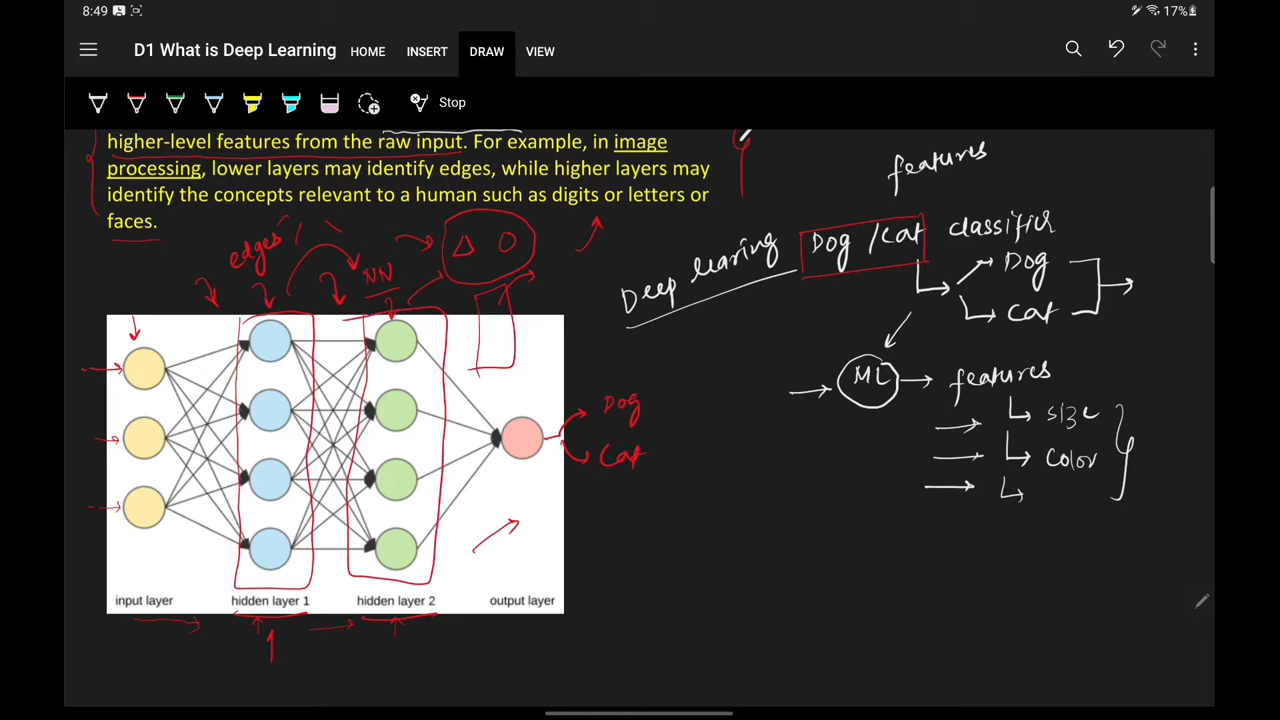 8:49
17%
D1 What is Deep Learning
HOME
INSERT
DRAW
VIEW
Stop
higher-level features from the raw input. For example, in image
processing, lower layers may identify edges, while higher layers may
identify the concepts relevant to a human such as digits or letters or
faces.
features
edges
NN
Deep learing Dog /Cat classifier
Dog
Cat
ML
features
size
color
Dog
Cat
input layer
hidden layer 1
hidden layer 2
output layer